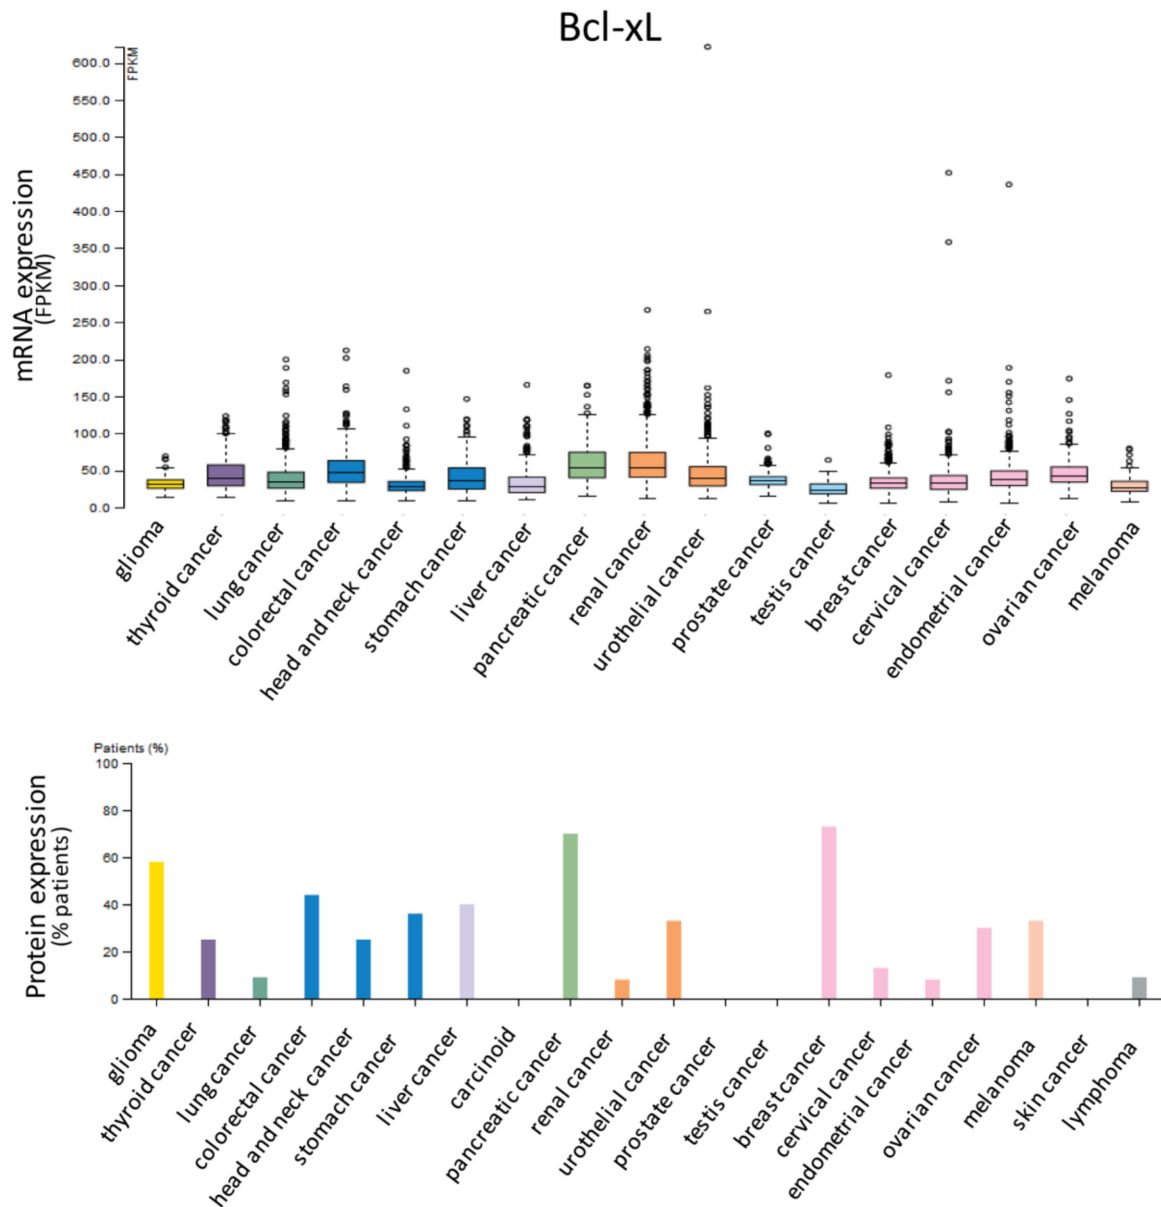 Bcl-xL
mRNA expression
(FPKM)
FPKM
600.0
550.0
500.0
450.0
400.0
350.0
300.0
250.0
200.0
150.0
100.0
50.0
0.0
glioma
thyroid cancer
lung cancer
colorectal cancer
head and neck cancer
stomach cancer
liver cancer
pancreatic cancer
renal cancer
urothelial cancer
prostate cancer
testis cancer
breast cancer
cervical cancer
endometrial cancer
ovarian cancer
melanoma
Protein expression
(% patients)
Patients (%)
100
80
60
40
20
0
glioma
thyroid cancer
lung cancer
colorectal cancer
head and neck cancer
stomach cancer
liver cancer
carcinoid
pancreatic cancer
renal cancer
urothelial cancer
prostate cancer
testis cancer
breast cancer
cervical cancer
endometrial cancer
ovarian cancer
melanoma
skin cancer
lymphoma